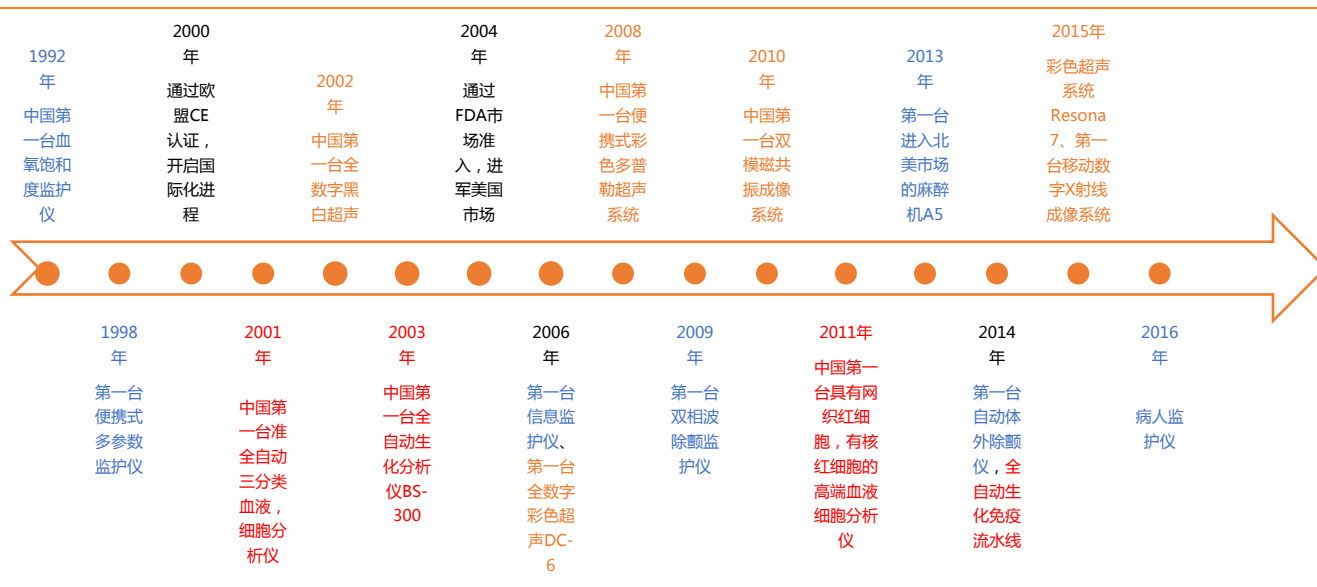 1992
年
中国第
一台血
氧饱和
度监护
仪
2000
年
通过欧
盟CE
认证，
开启国
际化进
程
2002
年
中国第
一台全
数字黑
白超声
2004
年
通过
FDA市
场准
入，进
军美国
市场
2008
年
中国第
一台便
携式彩
色多普
勒超声
系统
2010
年
中国第
一台双
模磁共
振成像
系统
2013
年
第一台
进入北
美市场
的麻醉
机A5
2015年
彩色超声
系统
Resona
7、第一
台移动数
字X射线
成像系统
1998
年
第一台
便携式
多参数
监护仪
2001
年
中国第
一台准
全自动
三分类
血液，
细胞分
析仪
2003
年
中国第
一台全
自动生
化分析
仪BS-
300
2006
年
第一台
信息监
护仪、
第一台
全数字
彩色超
声DC-
6
2009
年
第一台
双相波
除颤监
护仪
2011年
中国第一
台具有网
织红细
胞，有核
红细胞的
高端血液
细胞分析
仪
2014
年
第一台
自动体
外除颤
仪，全
自动生
化免疫
流水线
2016
年
病人监
护仪